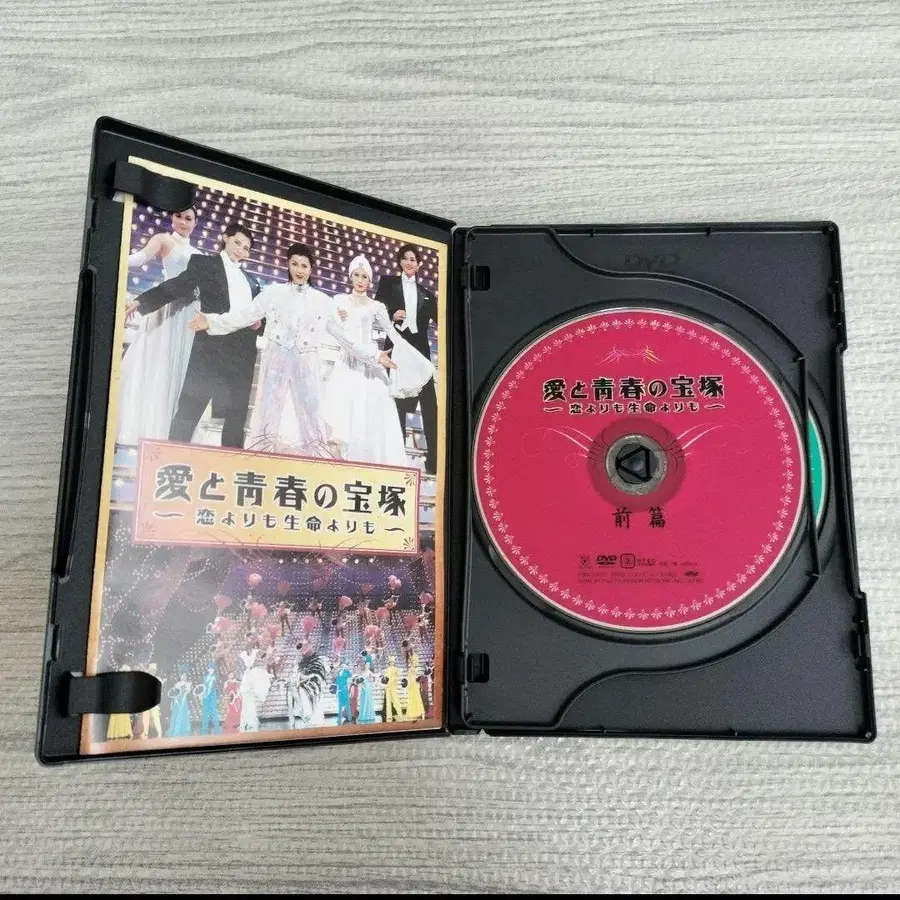 愛と青春の宝塚
─ 恋よりも生命よりも ─
DVD
愛と青春の宝塚
─ 恋よりも生命よりも ─
前篇
DVD